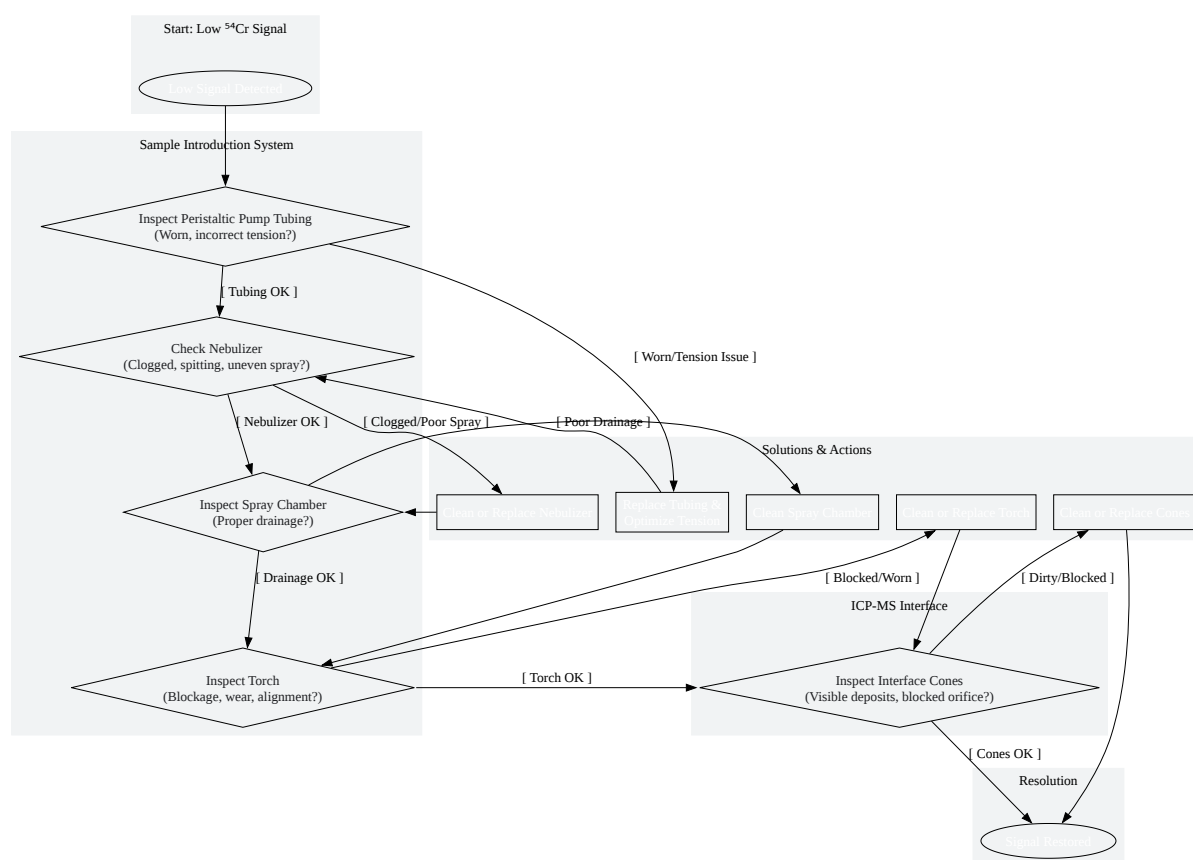 Start: Low ⁵⁴Cr Signal
Low Signal Detected
Sample Introduction System
Inspect Peristaltic Pump Tubing
(Worn, incorrect tension?)
[ Tubing OK ]
Check Nebulizer
(Clogged, spitting, uneven spray?)
[ Worn/Tension Issue ]
[ Nebulizer OK ]
[ Clogged/Poor Spray ]
[ Poor Drainage ]
Solutions & Actions
Inspect Spray Chamber
(Proper drainage?)
Clean or Replace Nebulizer
Replace Tubing &
Optimize Tension
Clean Spray Chamber
Clean or Replace Torch
Clean or Replace Cones
[ Drainage OK ]
[ Blocked/Worn ]
[ Dirty/Blocked ]
ICP-MS Interface
Inspect Torch
(Blockage, wear, alignment?)
[ Torch OK ]
Inspect Interface Cones
(Visible deposits, blocked orifice?)
[ Cones OK ]
Resolution
Signal Restored